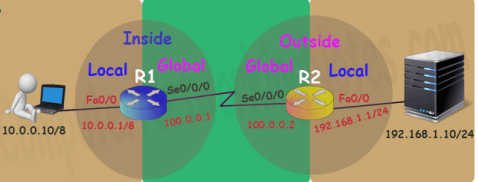 Inside
Outside
Local
Global
Global
Local
R1
R2
Fa0/0
Se0/0/0
Se0/0/0
Fa0/0
10.0.0.10/8
10.0.0.1/8
100.0.0.1
100.0.0.2
192.168.1.1/24
192.168.1.10/24